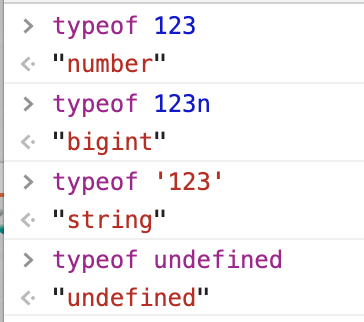 > typeof 123
< "number"
> typeof 123n
< "bigint"
> typeof '123'
< "string"
> typeof undefined
< "undefined"